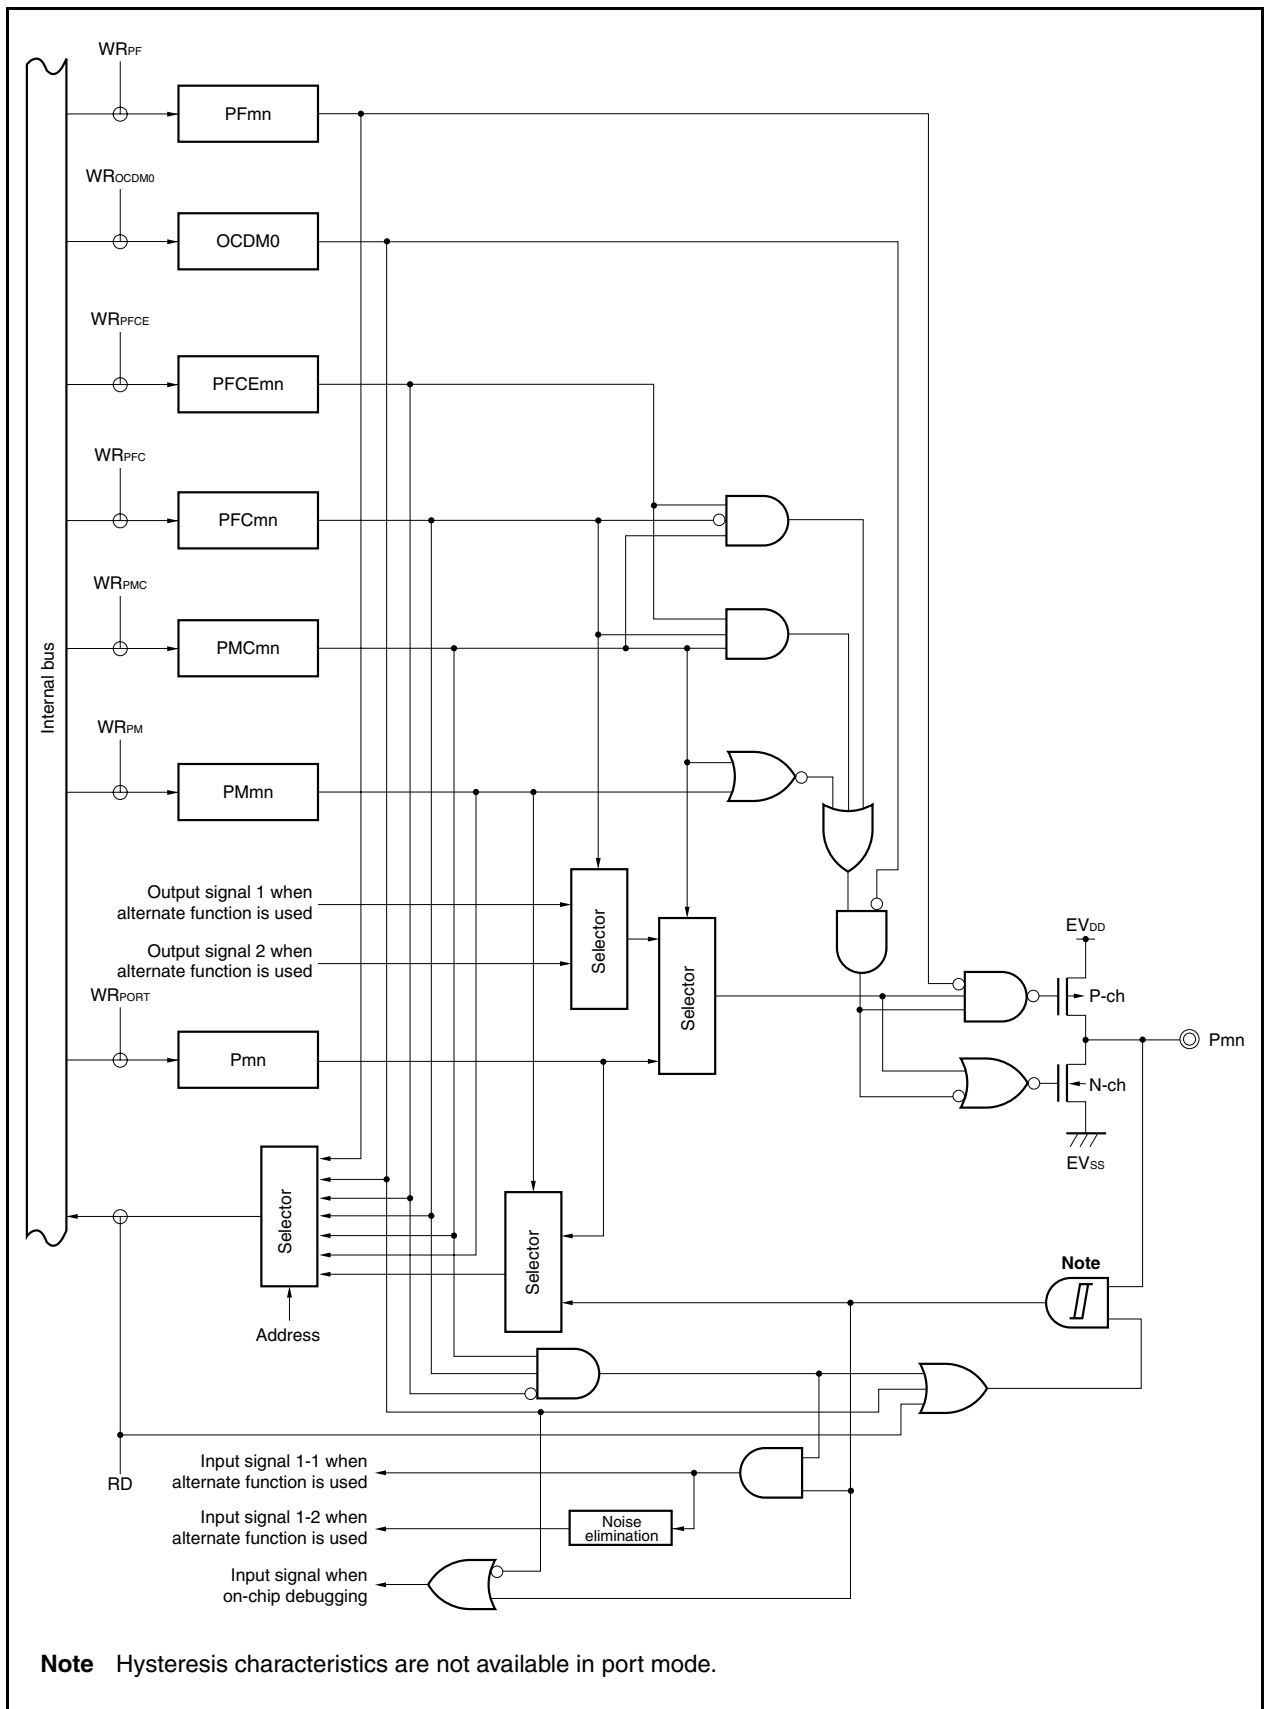 WRPF
PFmn
WROCDM0
OCDM0
WRPFCE
PFCEmn
WRPFC
PFCmn
WRPMC
PMCmn
Internal bus
WRPM
PMmn
Output signal 1 when
alternate function is used
Output signal 2 when
alternate function is used
Selector
Selector
EVDD
P-ch
WRPORT
Pmn
Pmn
N-ch
EVSS
Selector
Selector
Note
Address
RD
Input signal 1-1 when
alternate function is used
Input signal 1-2 when
alternate function is used
Noise
elimination
Input signal when
on-chip debugging
Note Hysteresis characteristics are not available in port mode.